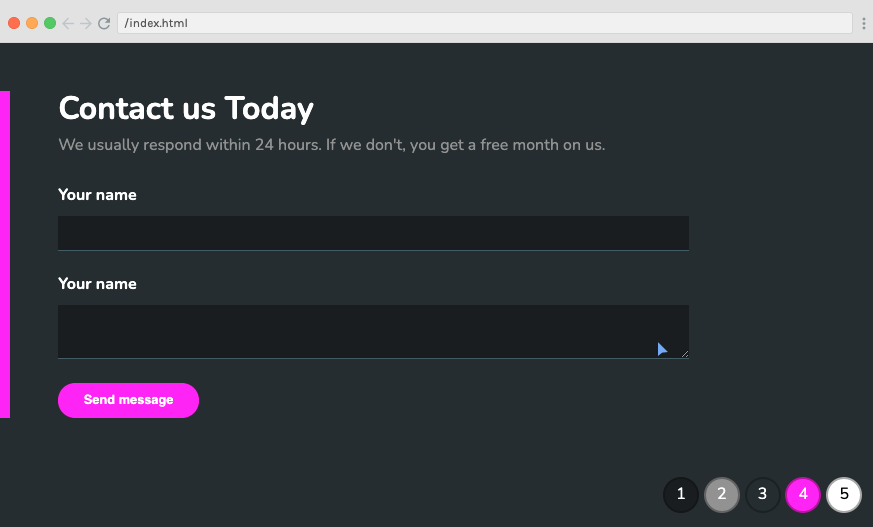 /index.html
Contact us Today
We usually respond within 24 hours. If we don't, you get a free month on us.
Your name
Your name
Send message
1 2 3 4 5